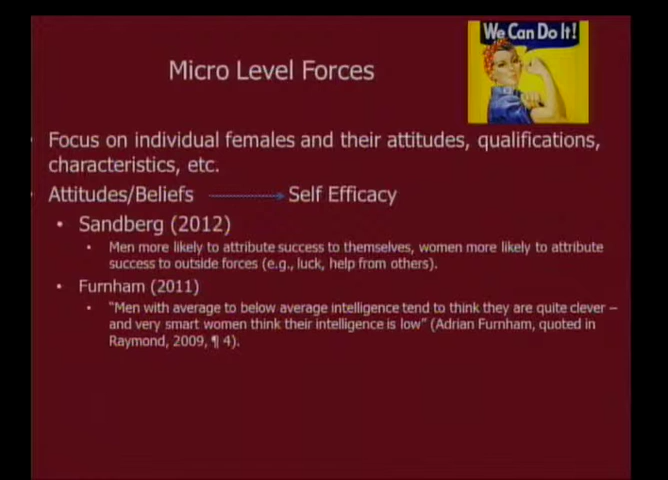 We Can Do It!
Micro Level Forces
Focus on individual females and their attitudes, qualifications,
characteristics, etc.
Attitudes/Beliefs Self Efficacy
• Sandberg (2012)
• Men more likely to attribute success to themselves, women more likely to attribute
success to outside forces (e.g., luck, help from others).
• Furnham (2011)
• "Men with average to below average intelligence tend to think they are quite clever –
and very smart women think their intelligence is low" (Adrian Furnham, quoted in
Raymond, 2009, ¶ 4).